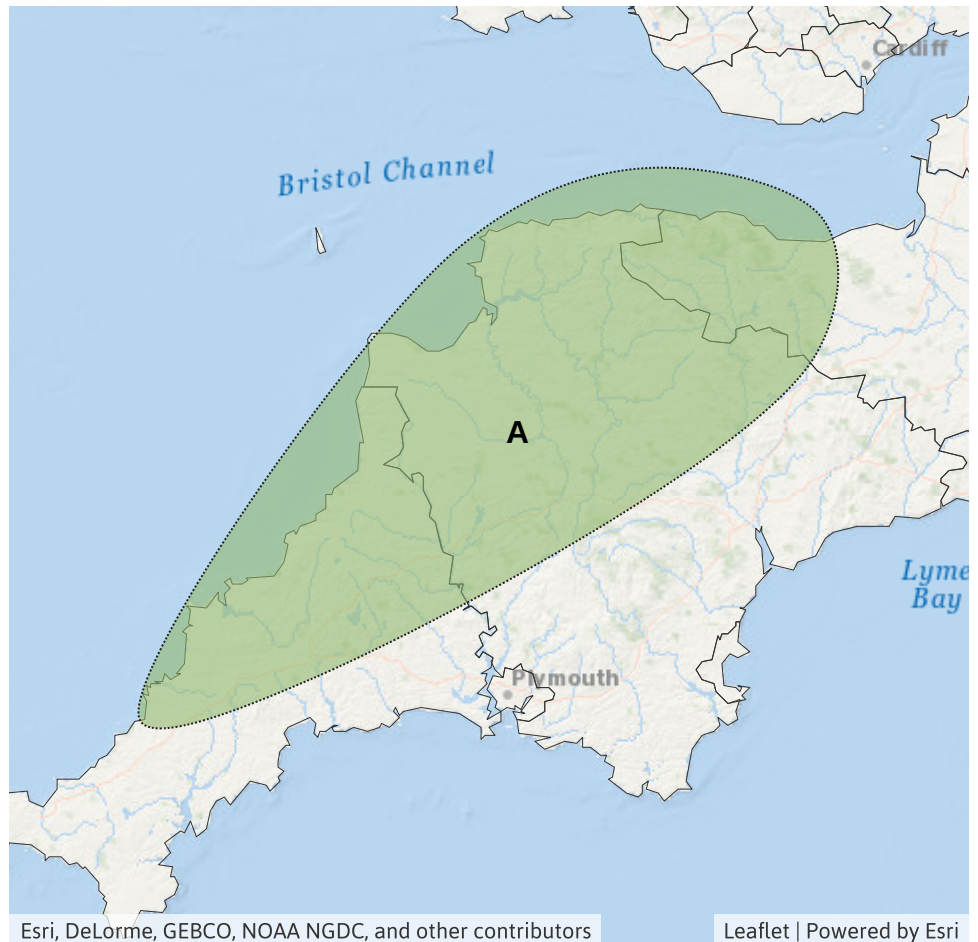 Cardiff
Bristol Channel
A
Lyme
Bay
Plymouth
Esri, DeLorme, GEBCO, NOAA NGDC, and other contributors
Leaflet | Powered by Esri